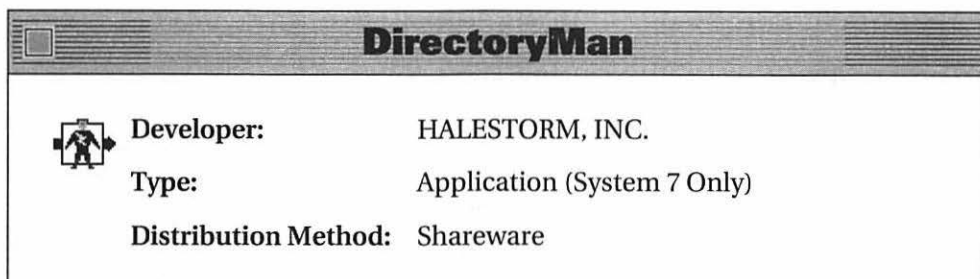 DirectoryMan
Developer: HALESTORM, INC.
Type: Application (System 7 Only)
Distribution Method: Shareware